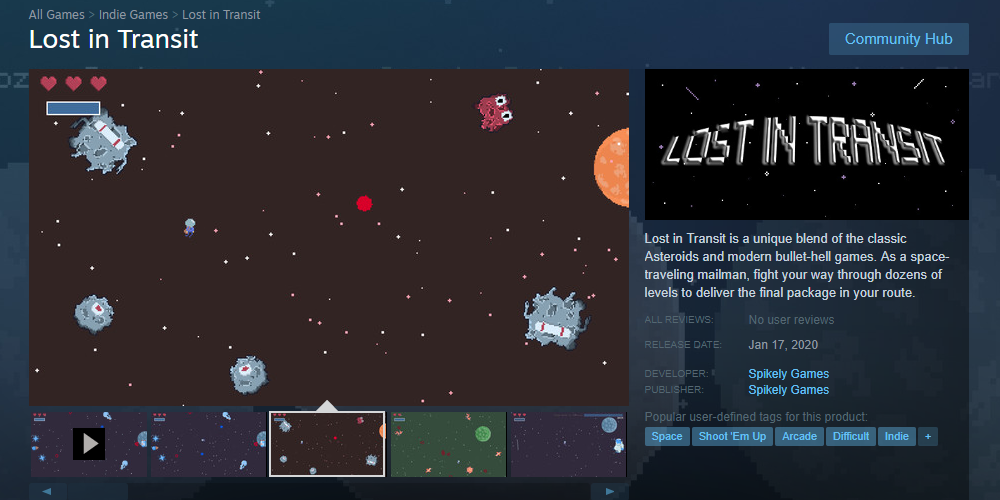 All Games > Indie Games > Lost in Transit
Lost in Transit
Community Hub
LOST IN TRANSIT
Lost in Transit is a unique blend of the classic
Asteroids and modern bullet-hell games. As a space-
traveling mailman, fight your way through dozens of
levels to deliver the final package in your route.
ALL REVIEWS: No user reviews
RELEASE DATE: Jan 17, 2020
DEVELOPER: Spikely Games
PUBLISHER: Spikely Games
Popular user-defined tags for this product:
Space Shoot 'Em Up Arcade Difficult Indie +